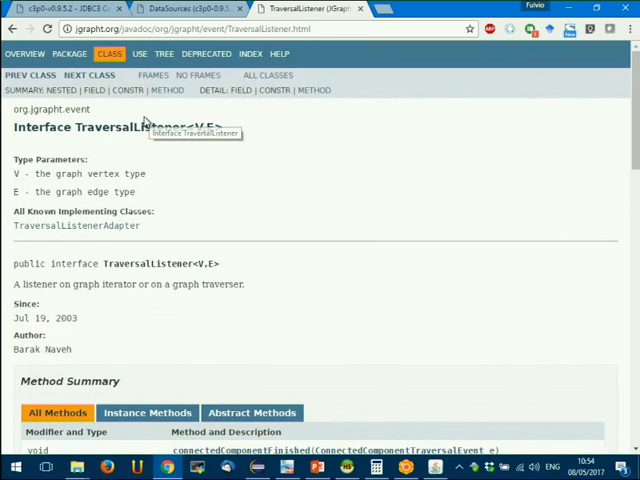 c3p0-v0.9.5.2 - JDBC3 Con
DataSources (c3p0-0.9.5
TraversalListener (JGraph
Fulvio
jgrapht.org/javadoc/org/jgrapht/event/TraversalListener.html
OVERVIEW PACKAGE CLASS USE TREE DEPRECATED INDEX HELP
PREV CLASS NEXT CLASS FRAMES NO FRAMES ALL CLASSES
SUMMARY: NESTED | FIELD | CONSTR | METHOD DETAIL: FIELD | CONSTR | METHOD
org.jgrapht.event
Interface TraversalListener<V,E>
Interface TraversalListener
Type Parameters:
V - the graph vertex type
E - the graph edge type
All Known Implementing Classes:
TraversalListenerAdapter
public interface TraversalListener<V,E>
A listener on graph iterator or on a graph traverser.
Since:
Jul 19, 2003
Author:
Barak Naveh
Method Summary
All Methods Instance Methods Abstract Methods
Modifier and Type Method and Description
void connectedComponentFinished(ConnectedComponentTraversalEvent e)
10:54
08/05/2017